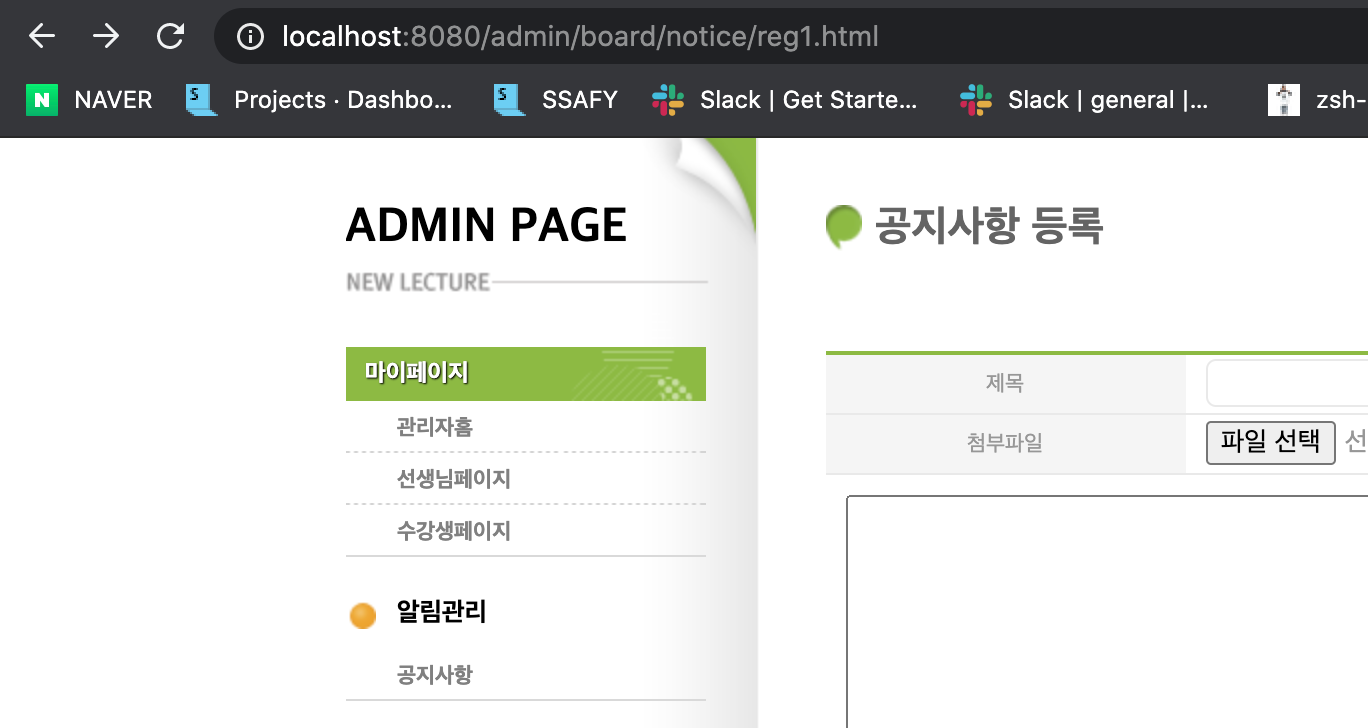 localhost:8080/admin/board/notice/reg1.html
N NAVER S Projects · Dashbo... S SSAFY Slack | Get Starte... Slack | general |... zsh-
ADMIN PAGE
NEW LECTURE
마이페이지
관리자홈
선생님페이지
수강생페이지
알림관리
공지사항
공지사항 등록
제목
첨부파일 파일 선택 선